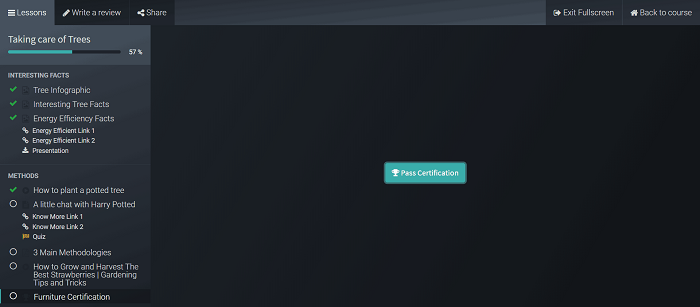 Lessons
Write a review
Share
Exit Fullscreen
Back to course
Taking care of Trees
57 %
INTERESTING FACTS
Tree Infographic
Interesting Tree Facts
Energy Efficiency Facts
Energy Efficient Link 1
Energy Efficient Link 2
Presentation
METHODS
How to plant a potted tree
A little chat with Harry Potted
Know More Link 1
Know More Link 2
Quiz
3 Main Methodologies
How to Grow and Harvest The
Best Strawberries | Gardening
Tips and Tricks
Furniture Certification
Pass Certification